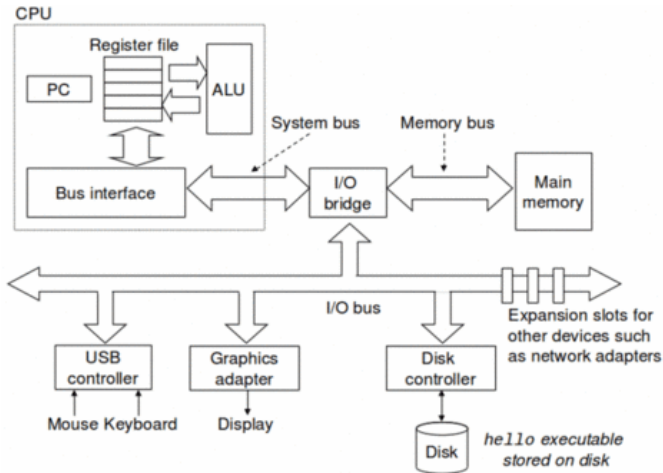 CPU
Register file
PC
ALU
System bus
Memory bus
Bus interface
I/O
bridge
Main
memory
I/O bus
Expansion slots for
other devices such
as network adapters
USB
controller
Graphics
adapter
Disk
controller
Mouse Keyboard
Display
Disk
hello executable
stored on disk